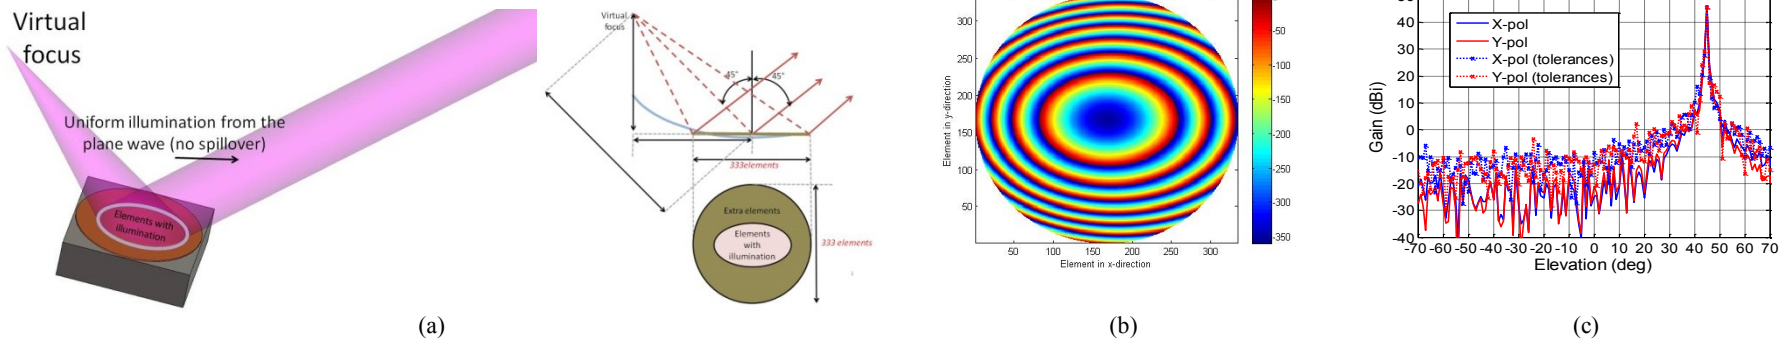 Virtual
focus
Uniform illumination from the
plane wave (no spillover)
Elements with
illumination
Virtual
focus
45°
45°
333elements
Extra elements
Elements
with
illumination
333 elements
(a)
300
250
200
150
100
50
Element in y-direction
50
100
150
200
250
300
Element in x-direction
-50
-100
-150
-200
-250
-300
-350
(b)
X-pol
Y-pol
X-pol (tolerances)
Y-pol (tolerances)
Gain (dBi)
40
30
20
10
0
-10
-20
-30
-40
-70 -60 -50 -40 -30 -20 -10 0 10 20 30 40 50 60 70
Elevation (deg)
(c)